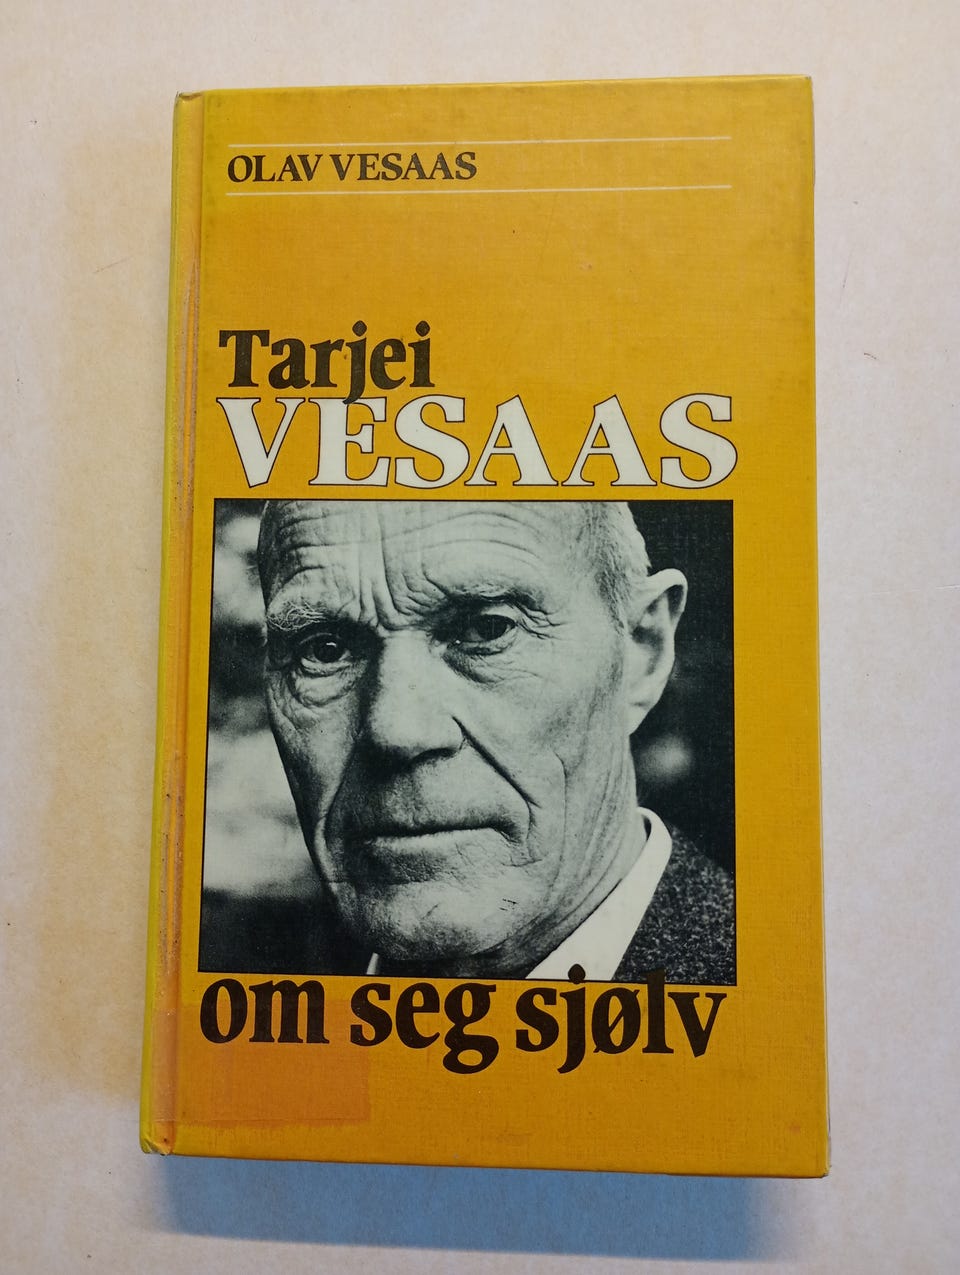 OLAV VESAAS
Tarjei
VESAAS
om seg sjølv